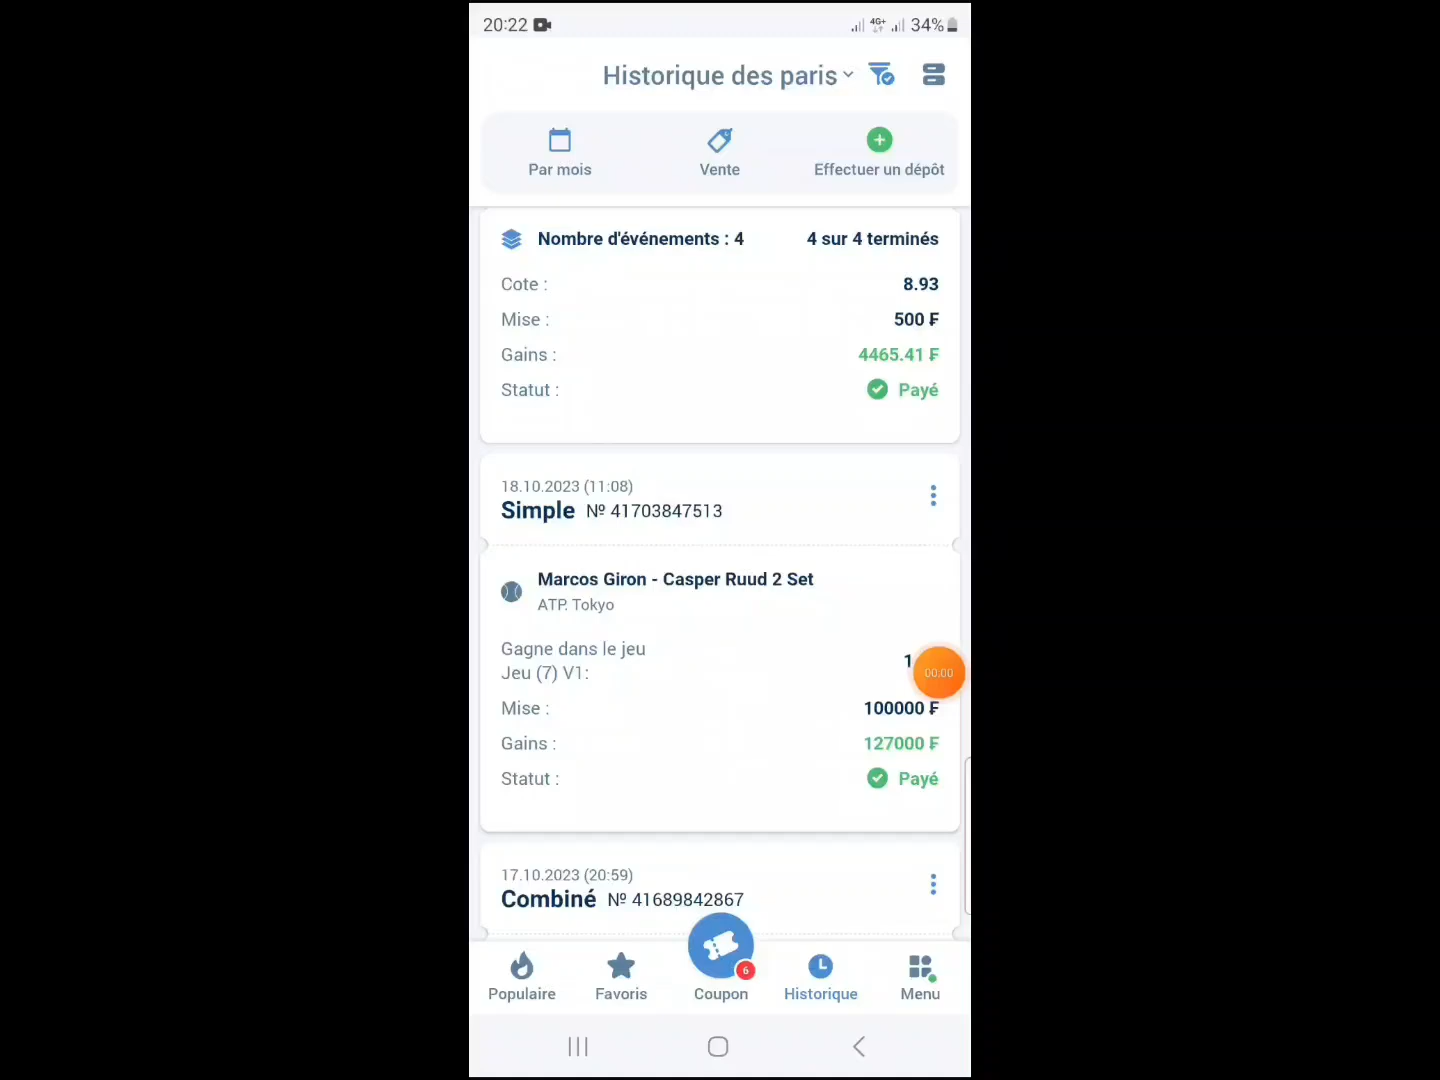 20:22 4G+ 34%
Historique des paris
Par mois Vente Effectuer un dépôt
Nombre d'événements : 4 4 sur 4 terminés
Cote : 8.93
Mise : 500 ₣
Gains : 4465.41 ₣
Statut : Payé
18.10.2023 (11:08)
Simple № 41703847513
Marcos Giron - Casper Ruud 2 Set
ATP. Tokyo
Gagne dans le jeu
Jeu (7) V1: 1
00:00
Mise : 100000 ₣
Gains : 127000 ₣
Statut : Payé
17.10.2023 (20:59)
Combiné № 41689842867
6
Populaire Favoris Coupon Historique Menu